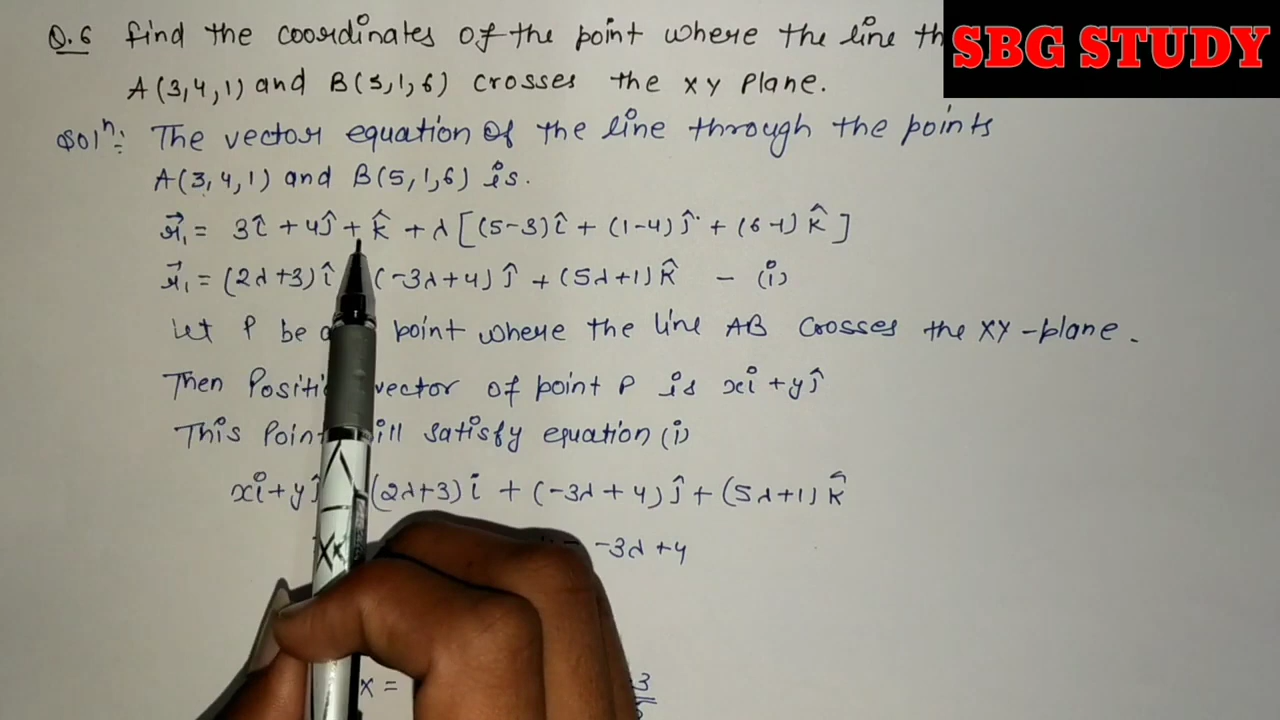 Q.6 find the coordinates of the point where the line th
SBG STUDY
A(3,4,1) and B(5,1,6) crosses the XY Plane.
Solⁿ: The vector equation of the line through the points
A(3,4,1) and B(5,1,6) is.
r⃗₁ = 3î + 4ĵ + k̂ + λ[(5-3)î + (1-4)ĵ + (6-1)k̂]
r⃗₁ = (2λ+3)î (-3λ+4)ĵ + (5λ+1)k̂ - (i)
Let P be a point where the line AB crosses the XY-plane.
Then Positi vector of point P is xi + yĵ
This Point ill satisfy equation (i)
xi + yĵ (2λ+3)î + (-3λ+4)ĵ + (5λ+1)k̂
-3λ+4
x = 3